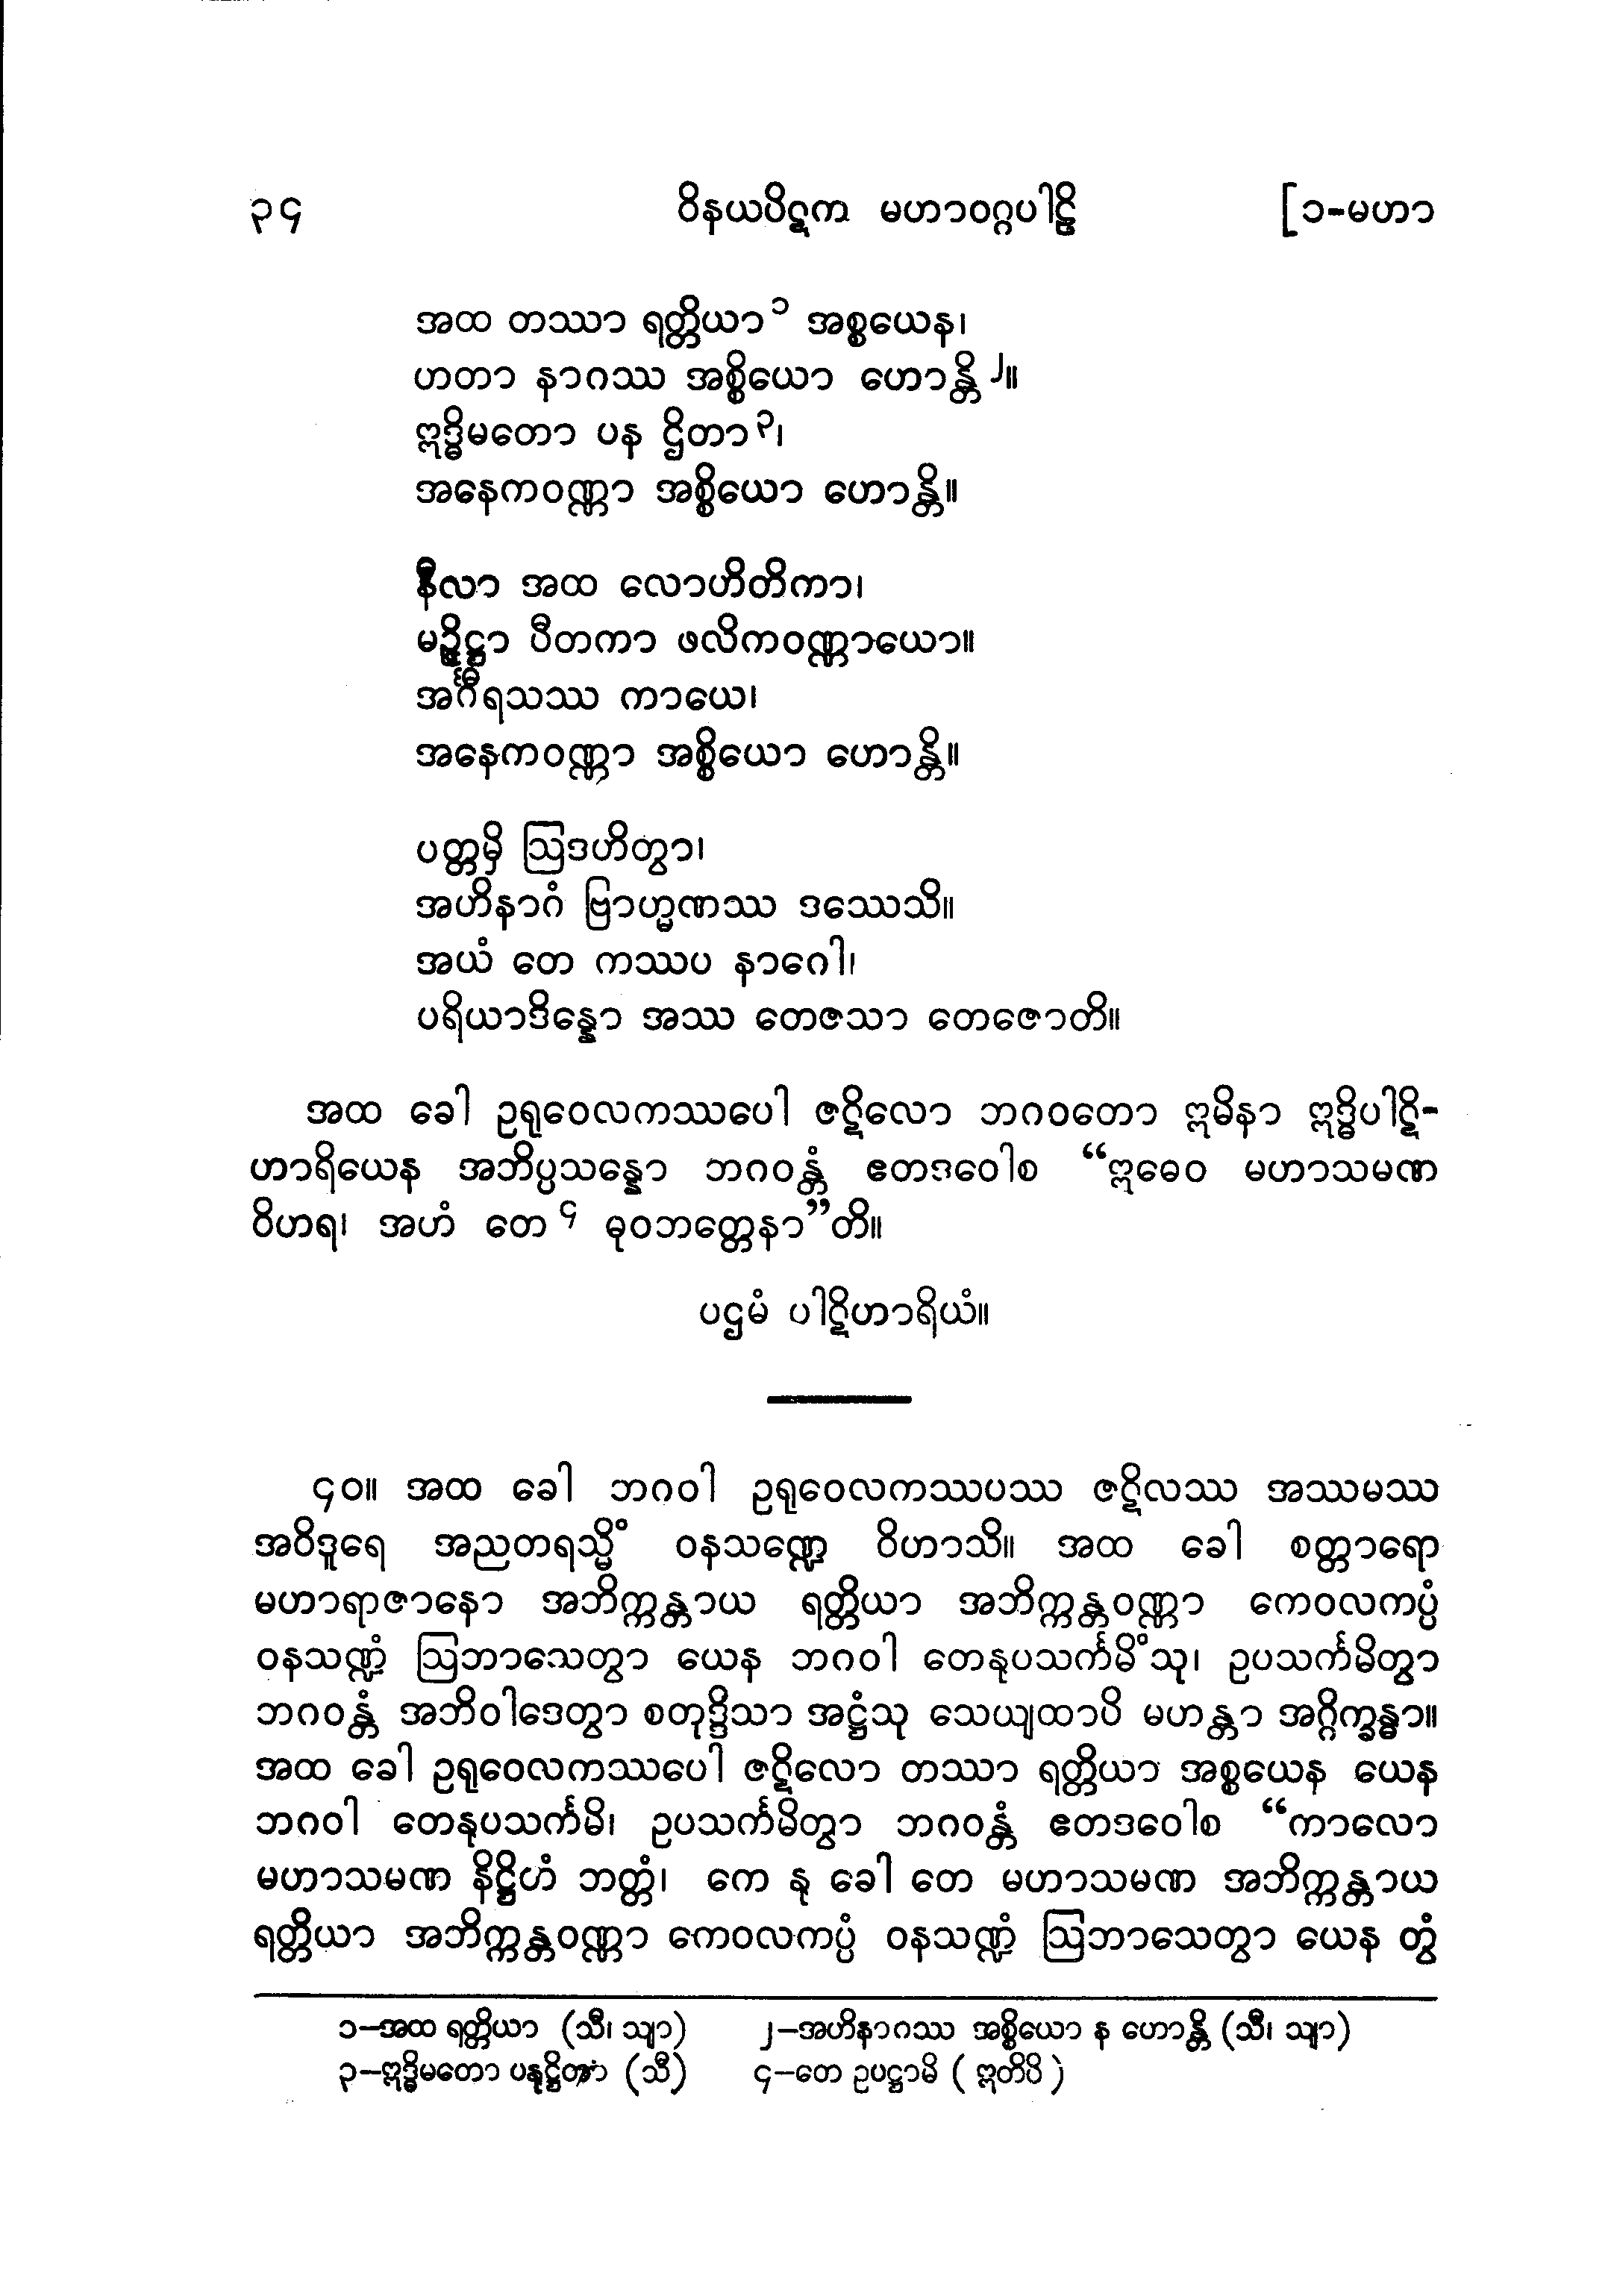 ၃၄ ဝိနယပိဋက မဟာဝဂ္ဂပါဠိ [၁-မဟာ
အထ တဿာ ရတ္တိယာ ၁ အစ္စယေန၊
ဟတာ နာဂဿ အစ္စိယော ဟောန္တိ ၂။
ဣဒ္ဓိမတော ပန ဌိတာ ၃၊
အနေကဝဏ္ဏာ အစ္စိယော ဟောန္တိ။
နီလာ အထ လောဟိတိကာ၊
မဉ္ဇိဋ္ဌာ ပီတကာ ဖလိကဝဏ္ဏာယော။
အင်္ဂီရသဿ ကာယေ၊
အနေကဝဏ္ဏာ အစ္စိယော ဟောန္တိ။
ပတ္တမှိ ဩဒဟိတွာ၊
အဟိနာဂံ ဗြာဟ္မဏဿ ဒဿေသိ။
အယံ တေ ကဿပ နာဂေါ၊
ပရိယာဒိန္နော အဿ တေဇသာ တေဇောတိ။
အထ ခေါ ဥရုဝေလကဿပေါ ဇဋိလော ဘဂဝတော ဣမိနာ ဣဒ္ဓိပါဋိ-
ဟာရိယေန အဘိပ္ပသန္နော ဘဂဝန္တံ ဧတဒဝေါစ “ဣဓေဝ မဟာသမဏ
ဝိဟရ၊ အဟံ တေ ၄ ဓုဝဘတ္တေနာ”တိ။
ပဌမံ ပါဋိဟာရိယံ။
၄၀။ အထ ခေါ ဘဂဝါ ဥရုဝေလကဿပဿ ဇဋိလဿ အဿမဿ
အဝိဒူရေ အညတရသ္မိံ ဝနသဏ္ဍေ ဝိဟာသိ။ အထ ခေါ စတ္တာရော
မဟာရာဇာနော အဘိက္ကန္တာယ ရတ္တိယာ အဘိက္ကန္တဝဏ္ဏာ ကေဝလကပ္ပံ
ဝနသဏ္ဍံ ဩဘာသေတွာ ယေန ဘဂဝါ တေနုပသင်္ကမိံသု၊ ဥပသင်္ကမိတွာ
ဘဂဝန္တံ အဘိဝါဒေတွာ စတုဒ္ဒိသာ အဋ္ဌံသု သေယျထာပိ မဟန္တာ အဂ္ဂိက္ခန္ဓာ။
အထ ခေါ ဥရုဝေလကဿပေါ ဇဋိလော တဿာ ရတ္တိယာ အစ္စယေန ယေန
ဘဂဝါ တေနုပသင်္ကမိ၊ ဥပသင်္ကမိတွာ ဘဂဝန္တံ ဧတဒဝေါစ “ကာလော
မဟာသမဏ နိဋ္ဌိဟံ ဘတ္တံ၊ ကေ နု ခေါ တေ မဟာသမဏ အဘိက္ကန္တာယ
ရတ္တိယာ အဘိက္ကန္တဝဏ္ဏာ ကေဝလကပ္ပံ ဝနသဏ္ဍံ ဩဘာသေတွာ ယေန တွံ
၁–အထ ရတ္တိယာ (သီ၊ သျာ) ၂–အဟိနာဂဿ အစ္စိယော န ဟောန္တိ (သီ၊ သျာ)
၃–ဣဒ္ဓိမတော (သီ) ၄–တေ ဥပဋ္ဌာမိ ( ဣတိပိ )